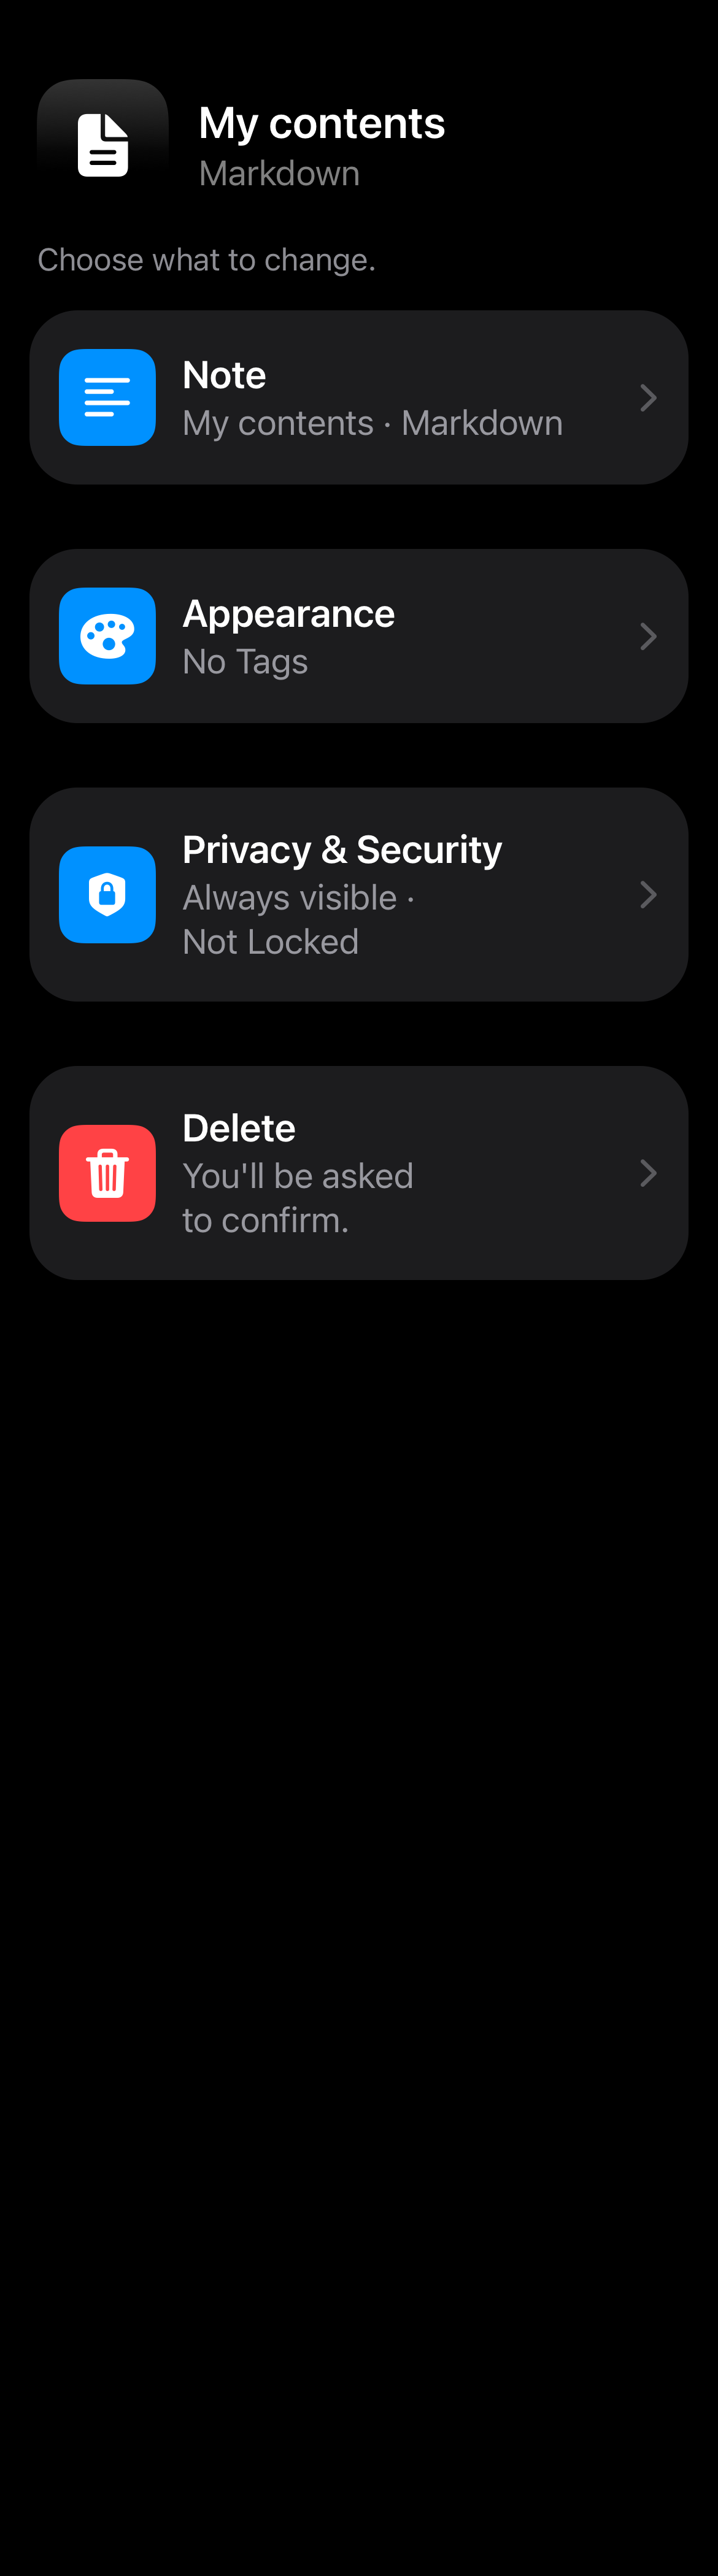 My contents
Markdown
Choose what to change.
Note
My contents · Markdown
Appearance
No Tags
Privacy & Security
Always visible ·
Not Locked
Delete
You'll be asked
to confirm.